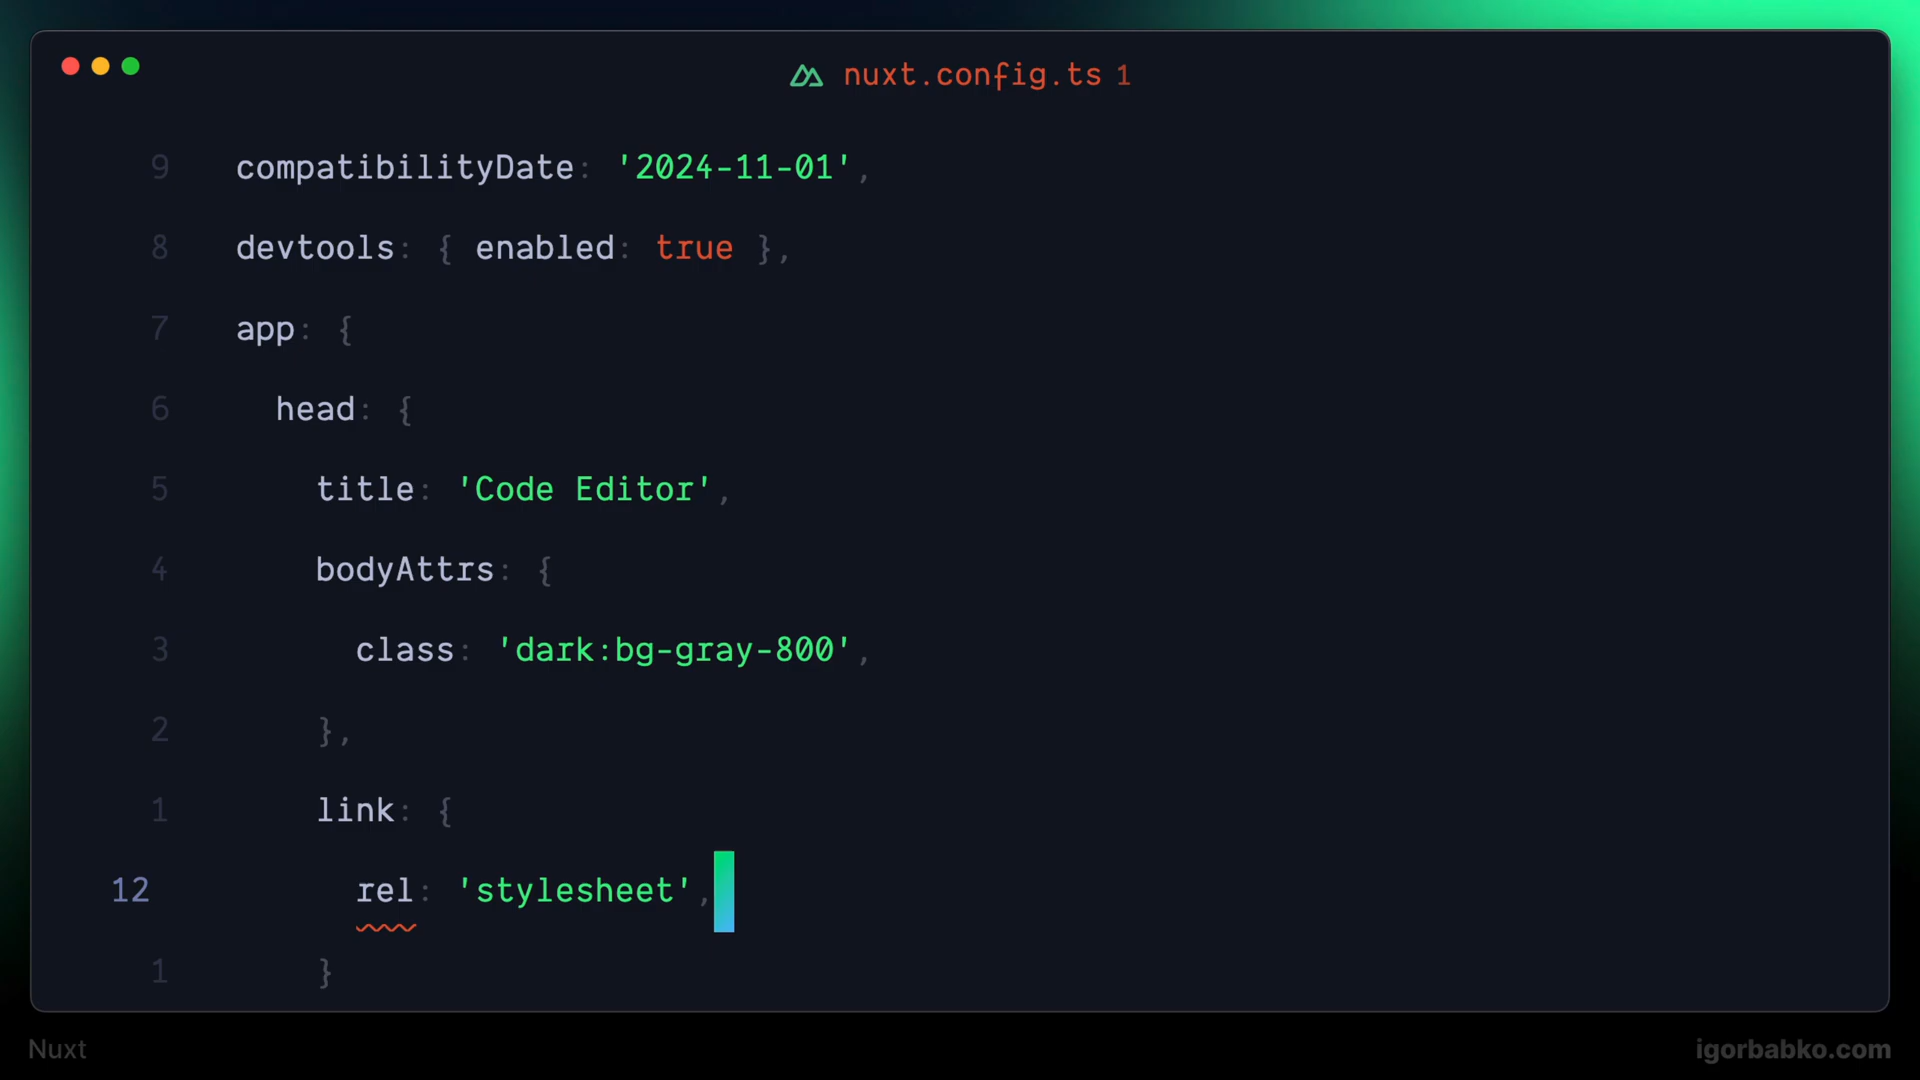 nuxt.config.ts 1
9 compatibilityDate: '2024-11-01',
8 devtools: { enabled: true },
7 app: {
6 head: {
5 title: 'Code Editor',
4 bodyAttrs: {
3 class: 'dark:bg-gray-800',
2 },
1 link: {
12 rel: 'stylesheet',
1 }
Nuxt
igorbabko.com